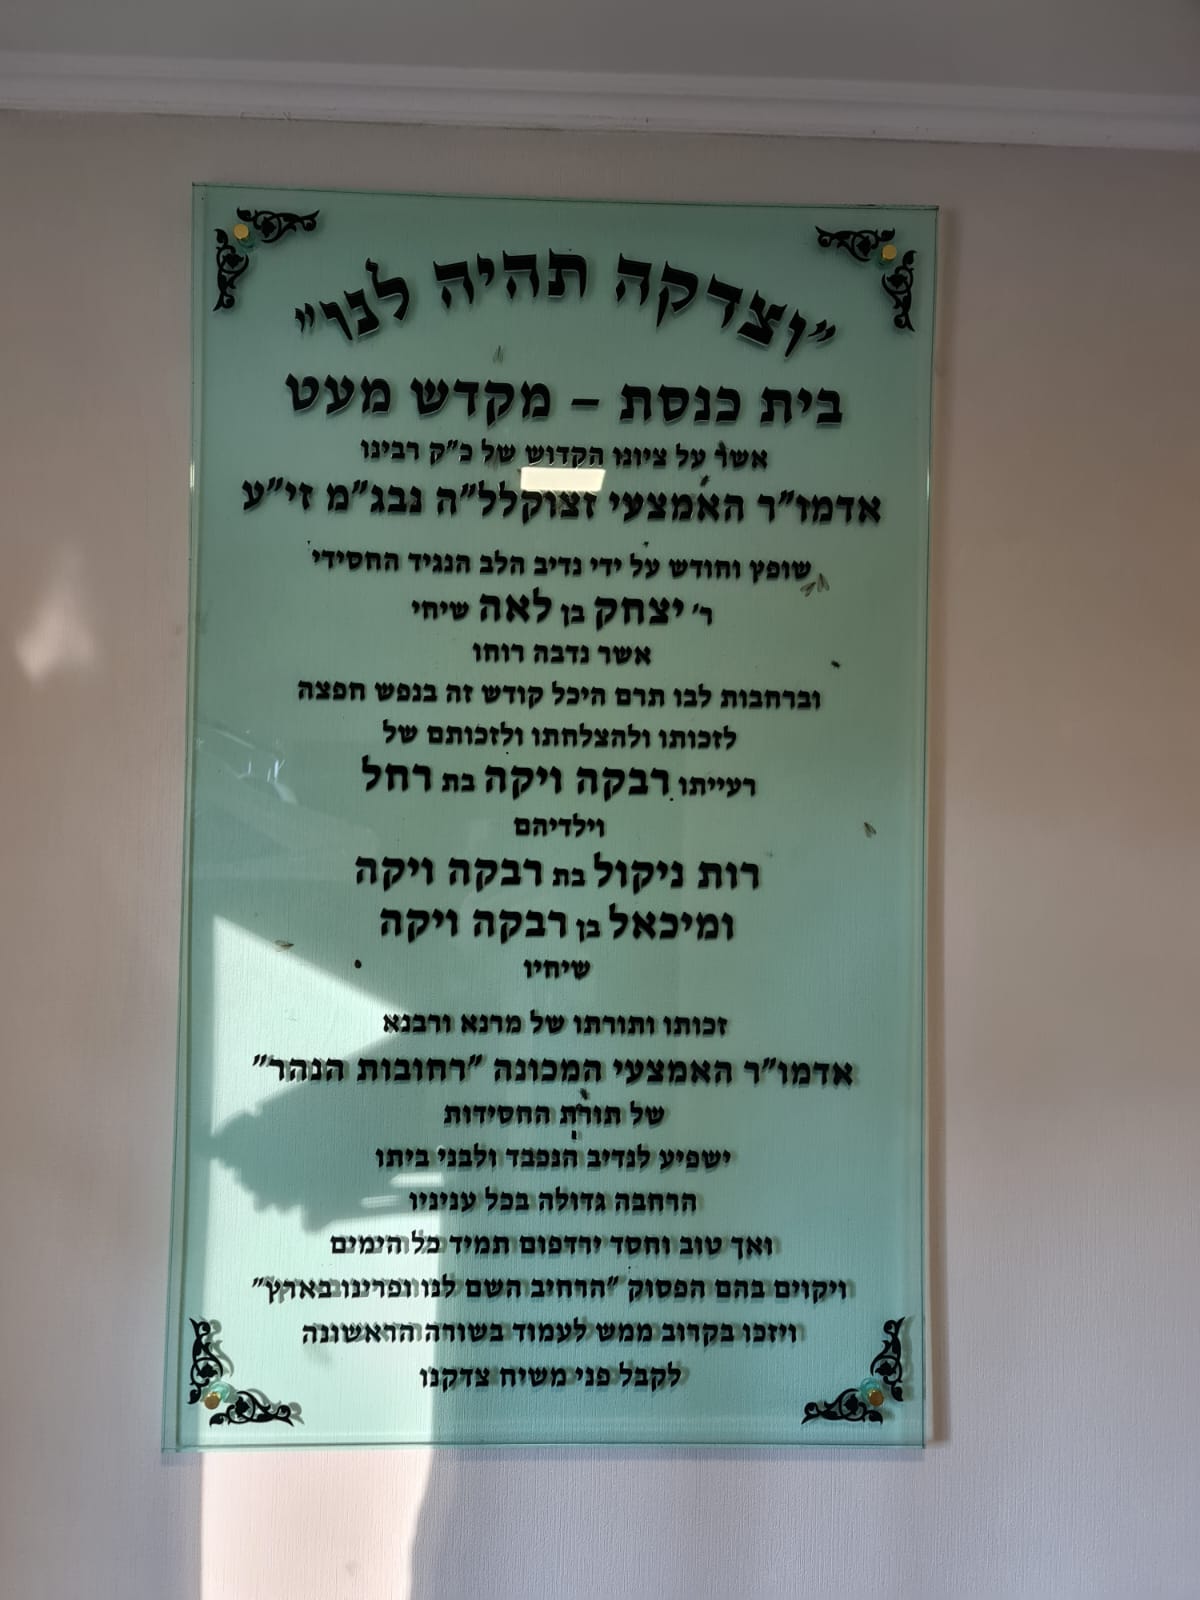 "וצדקה תהיה לנו"
בית כנסת – מקדש מעט
אשר על ציונו הקדוש של כ"ק רבינו
אדמו"ר האמצעי זצוקלל"ה נבג"מ זי"ע
שופץ וחודש על ידי נדיב הלב הנגיד החסידי
ר' יצחק בן לאה שיחי
אשר נדבה רוחו
וברחבות לבו תרם היכל קודש זה בנפש חפצה
לזכותו ולהצלחתו ולזכותם של
רעייתו רבקה ויקה בת רחל
וילדיהם
רות ניקול בת רבקה ויקה
ומיכאל בן רבקה ויקה
שיחיו
זכותו ותורתו של מרנא ורבנא
אדמו"ר האמצעי המכונה "רחובות הנהר"
של תורת החסידות
ישפיע לנדיב הנכבד ולבני ביתו
הרחבה גדולה בכל עניניו
ואך טוב וחסד ירדפום תמיד כל הימים
ויקוים בהם הפסוק "הרחיב השם לנו ופרינו בארץ"
ויזכו בקרוב ממש לעמוד בשורה הראשונה
לקבל פני משיח צדקנו